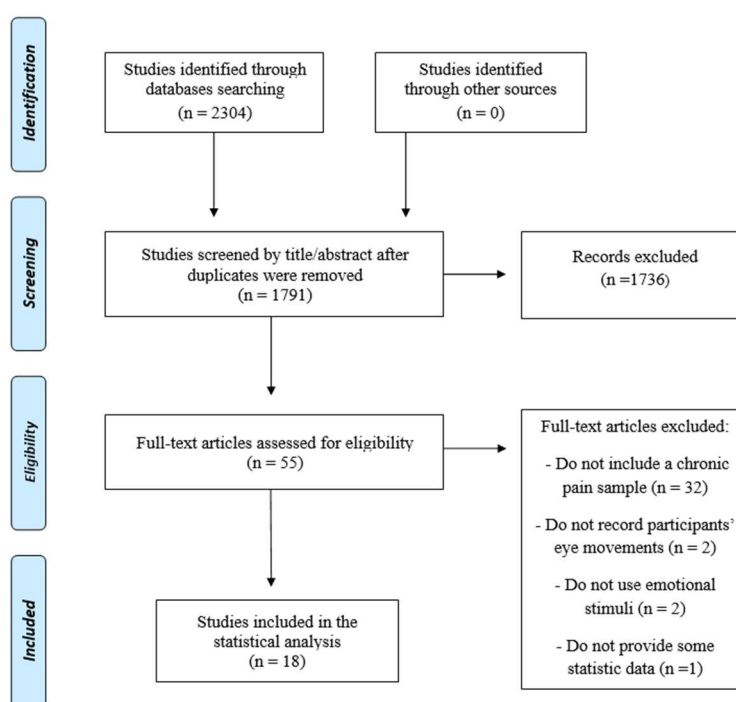 Identification
Studies identified through
databases searching
(n = 2304)
Studies identified
through other sources
(n = 0)
Screening
Studies screened by title/abstract after
duplicates were removed
(n = 1791)
Records excluded
(n =1736)
Eligibility
Full-text articles assessed for eligibility
(n = 55)
Full-text articles excluded:
- Do not include a chronic
pain sample (n = 32)
- Do not record participants’
eye movements (n = 2)
- Do not use emotional
stimuli (n = 2)
- Do not provide some
statistic data (n =1)
Included
Studies included in the
statistical analysis
(n = 18)